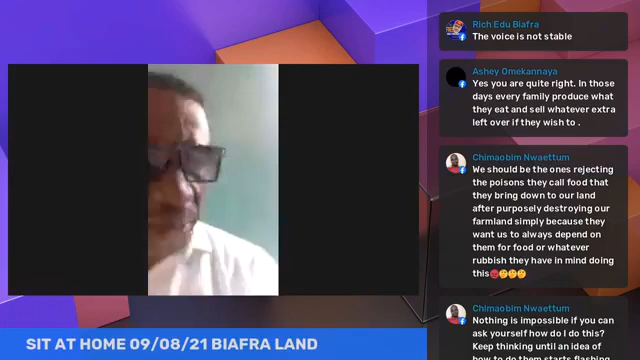 Rich Edu Biafra
The voice is not stable
Ashey Omekannaya
Yes you are quite right. In those
days every family produce what
they eat and sell whatever extra
left over if they wish to .
Chimaobim Nwaettum
We should be the ones rejecting
the poisons they call food that
they bring down to our land
after purposely destroying our
farmland simply because they
want us to always depend on
them for food or whatever
rubbish they have in mind doing
this😡🤔🤔🤔
Chimaobim Nwaettum
Nothing is impossible if you can
ask yourself how do I do this?
Keep thinking until an idea of
how to do them starts flashing
SIT AT HOME 09/08/21 BIAFRA LAND